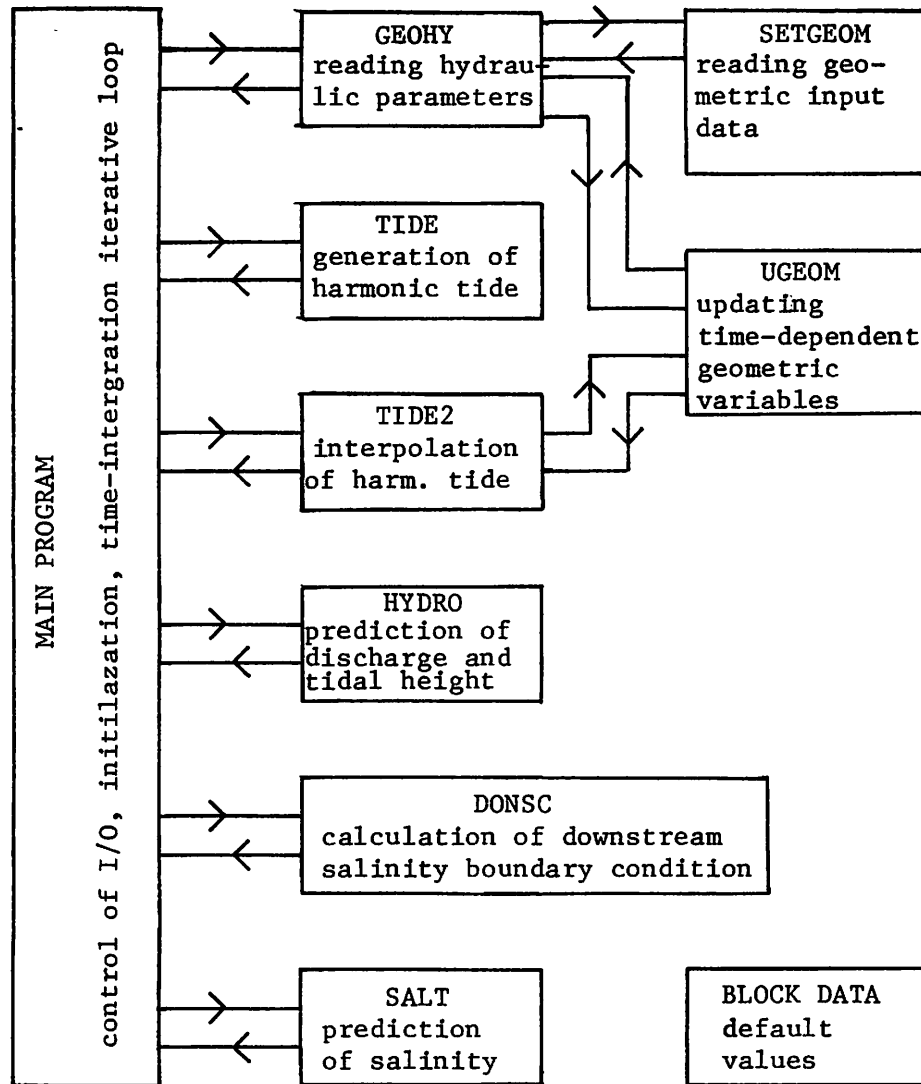 MAIN PROGRAM
control of I/O, initilazation, time-intergration iterative loop
GEOHY
reading hydrau-
lic parameters
SETGEOM
reading geo-
metric input
data
TIDE
generation of
harmonic tide
UGEOM
updating
time-dependent
geometric
variables
TIDE2
interpolation
of harm. tide
HYDRO
prediction of
discharge and
tidal height
DONSC
calculation of downstream
salinity boundary condition
SALT
prediction
of salinity
BLOCK DATA
default
values